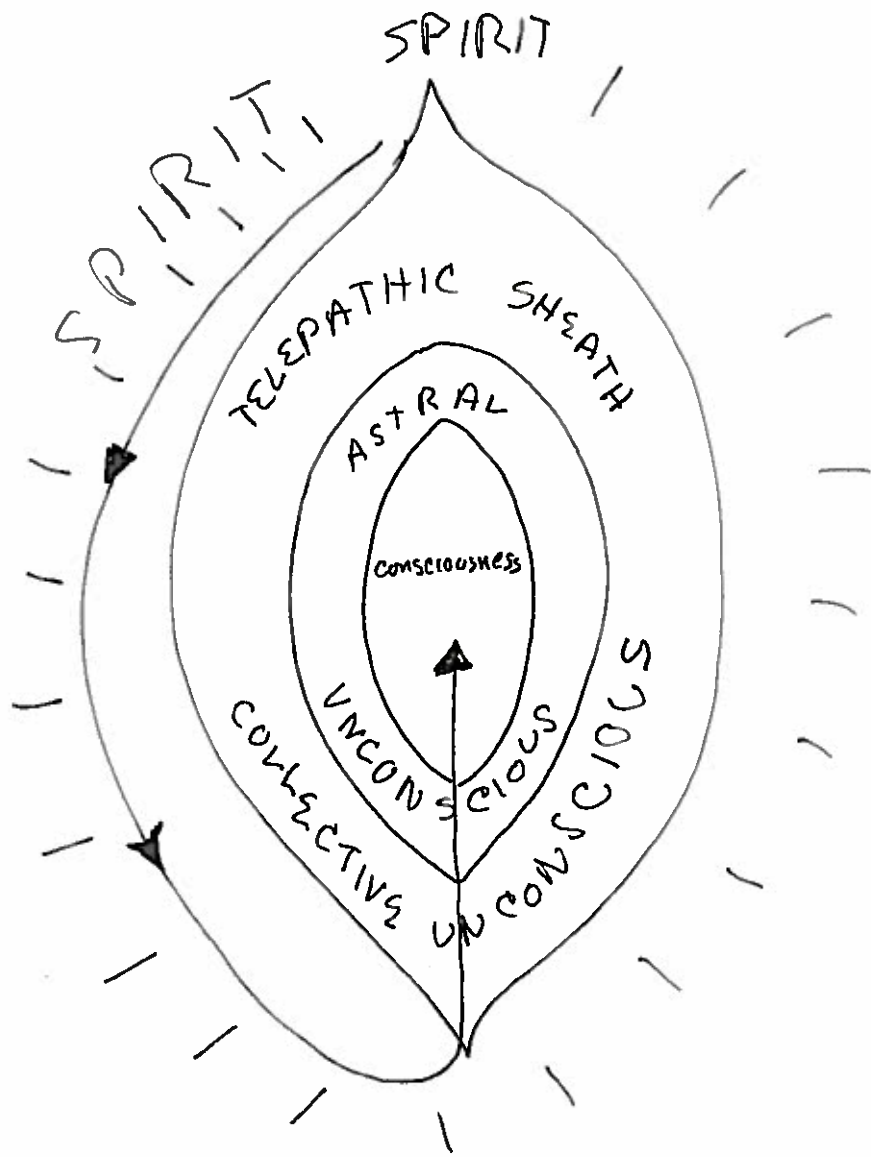 SPIRIT
SPIRIT
TELEPATHIC SHEATH
ASTRAL
CONSCIOUSNESS
UNCONSCIOUS
COLLECTIVE UNCONSCIOUS